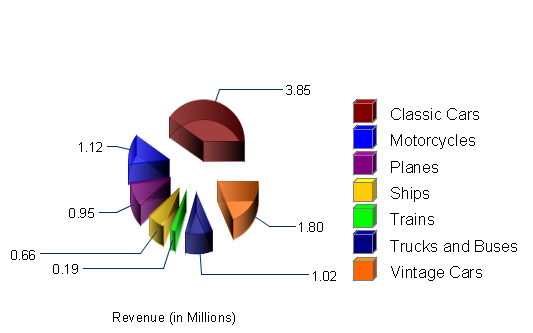 3.85
1.12
0.95
0.66
0.19
1.80
1.02
Classic Cars
Motorcycles
Planes
Ships
Trains
Trucks and Buses
Vintage Cars
Revenue (in Millions)